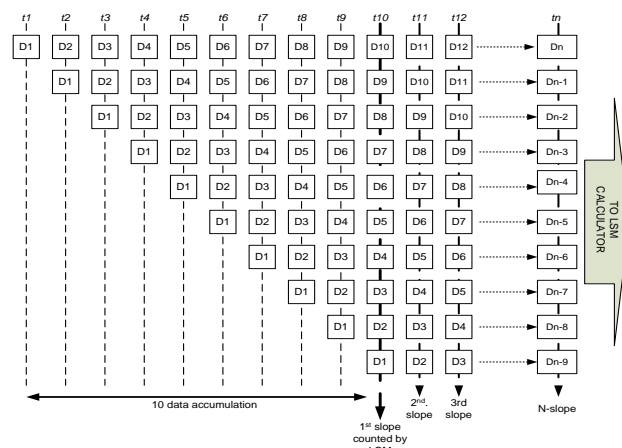 t1 t2 t3 t4 t5 t6 t7 t8 t9 t10 t11 t12 tn
D1 D2 D3 D4 D5 D6 D7 D8 D9 D10 D11 D12 Dn
D1 D2 D3 D4 D5 D6 D7 D8 D9 D10 D11 Dn-1
D1 D2 D3 D4 D5 D6 D7 D8 D9 D10 Dn-2
D1 D2 D3 D4 D5 D6 D7 D8 D9 Dn-3
D1 D2 D3 D4 D5 D6 D7 D8 Dn-4
D1 D2 D3 D4 D5 D6 D7 Dn-5
D1 D2 D3 D4 D5 D6 Dn-6
D1 D2 D3 D4 D5 Dn-7
D1 D2 D3 D4 Dn-8
D1 D2 D3 Dn-9
TO LSM
CALCULATOR
10 data accumulation
1st slope
counted by
2nd.
slope
3rd
slope
N-slope